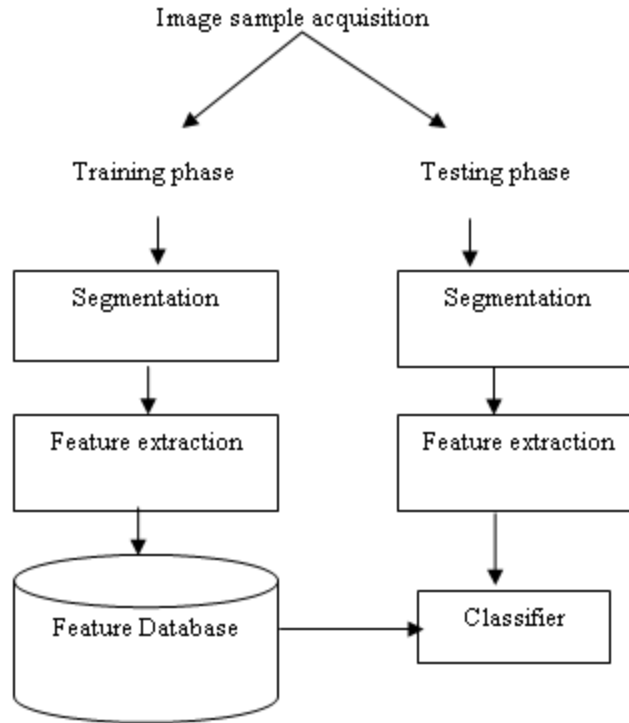 Image sample acquisition
Training phase
Testing phase
Segmentation
Segmentation
Feature extraction
Feature extraction
Feature Database
Classifier